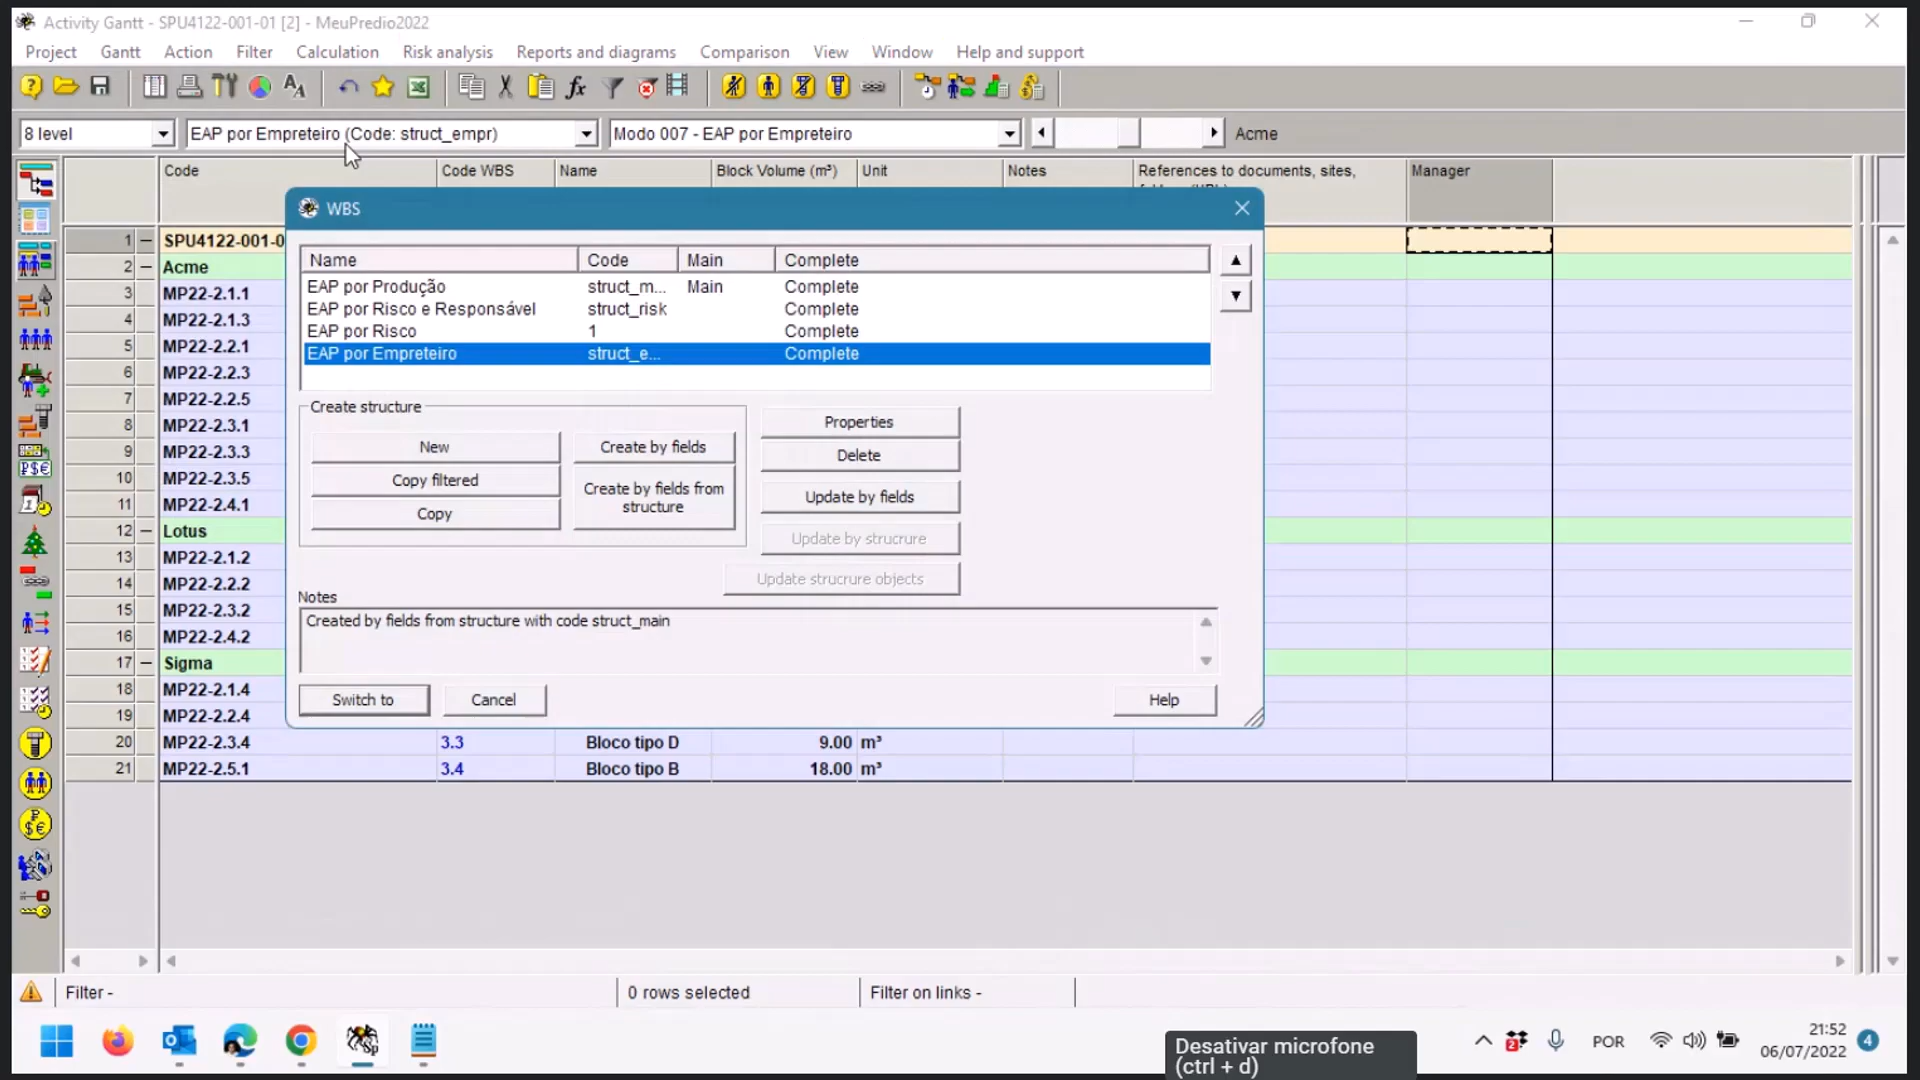 Activity Gantt - SPU4122-001-01 [2] - MeuPredio2022
Project Gantt Action Filter Calculation Risk analysis Reports and diagrams Comparison View Window Help and support
8 level EAP por Empreteiro (Code: struct_empr) Modo 007 - EAP por Empreteiro Acme
Code Code WBS Name Block Volume (m³) Unit Notes References to documents, sites, Manager
WBS
1 SPU4122-001-0
2 Acme
3 MP22-2.1.1
4 MP22-2.1.3
5 MP22-2.2.1
6 MP22-2.2.3
7 MP22-2.2.5
8 MP22-2.3.1
9 MP22-2.3.3
10 MP22-2.3.5
11 MP22-2.4.1
12 Lotus
13 MP22-2.1.2
14 MP22-2.2.2
15 MP22-2.3.2
16 MP22-2.4.2
17 Sigma
18 MP22-2.1.4
19 MP22-2.2.4
20 MP22-2.3.4 3.3 Bloco tipo D 9.00 m³
21 MP22-2.5.1 3.4 Bloco tipo B 18.00 m³
Name Code Main Complete
EAP por Produção struct_m... Main Complete
EAP por Risco e Responsável struct_risk Complete
EAP por Risco 1 Complete
EAP por Empreteiro struct_e... Complete
Create structure
New
Copy filtered
Copy
Create by fields
Create by fields from
structure
Properties
Delete
Update by fields
Update by strucrure
Update strucrure objects
Notes
Created by fields from structure with code struct_main
Switch to Cancel Help
Filter - 0 rows selected Filter on links -
Desativar microfone
(ctrl + d)
POR
21:52
06/07/2022
4